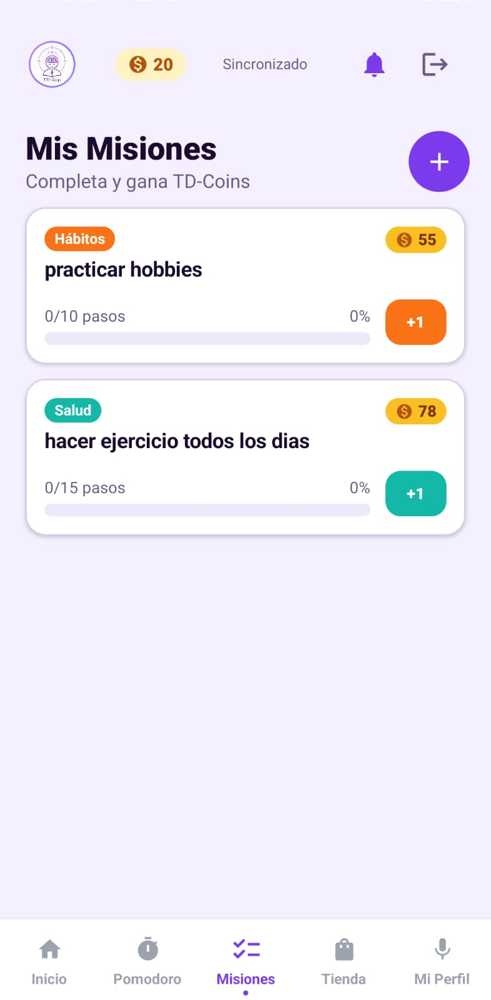 TD-App
20
Sincronizado
Mis Misiones
+
Completa y gana TD-Coins
Hábitos
$ 55
practicar hobbies
0/10 pasos 0%
+1
Salud
$ 78
hacer ejercicio todos los dias
0/15 pasos 0%
+1
Inicio Pomodoro Misiones Tienda Mi Perfil